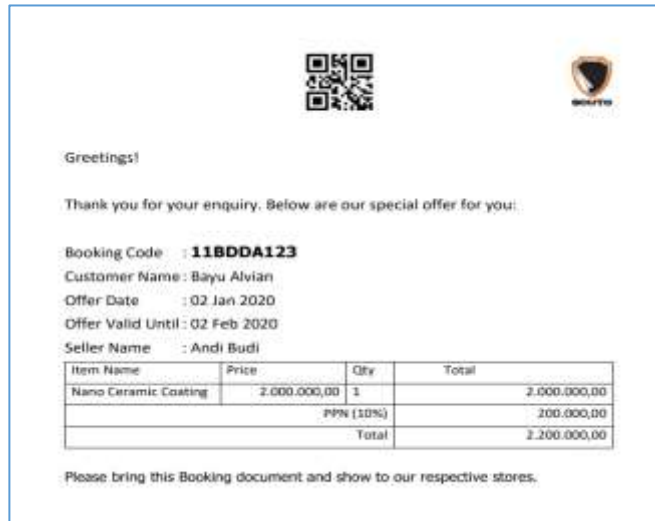 SCUTO
Greetings!
Thank you for your enquiry. Below are our special offer for you:
Booking Code : 11BDDA123
Customer Name : Bayu Alvian
Offer Date : 02 Jan 2020
Offer Valid Until : 02 Feb 2020
Seller Name : Andi Budi
Item Name Price Qty Total
Nano Ceramic Coating 2.000.000,00 1 2.000.000,00
PPN (10%) 200.000,00
Total 2.200.000,00
Please bring this Booking document and show to our respective stores.